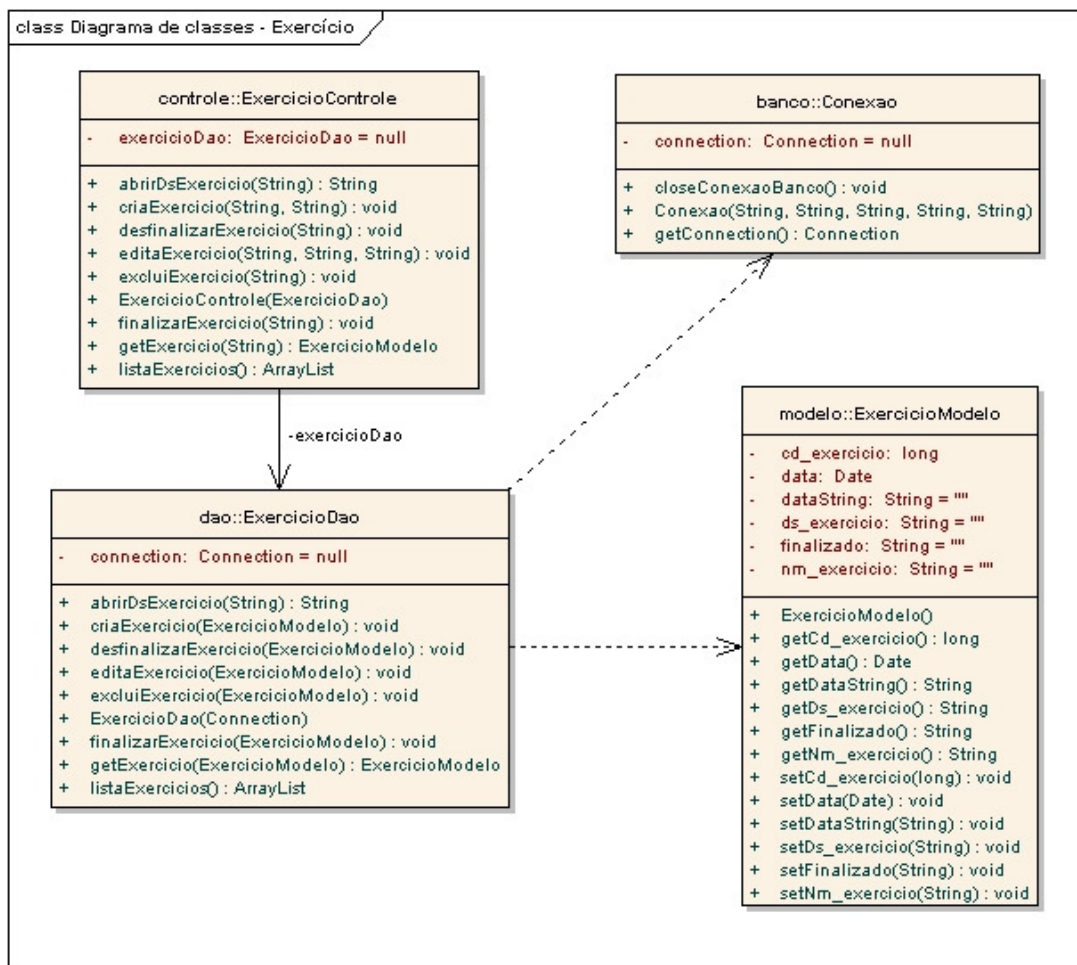 class Diagrama de classes - Exercício
controle::ExercicioControle
- exercicioDao: ExercicioDao = null
+ abrirDsExercicio(String) : String
+ criaExercicio(String, String) : void
+ desfinalizarExercicio(String) : void
+ editaExercicio(String, String, String) : void
+ excluiExercicio(String) : void
+ ExercicioControle(ExercicioDao)
+ finalizarExercicio(String) : void
+ getExercicio(String) : ExercicioModelo
+ listaExercicios() : ArrayList
banco::Conexao
- connection: Connection = null
+ closeConexaoBanco() : void
+ Conexao(String, String, String, String, String)
+ getConnection() : Connection
-exercicioDao
dao::ExercicioDao
- connection: Connection = null
+ abrirDsExercicio(String) : String
+ criaExercicio(ExercicioModelo) : void
+ desfinalizarExercicio(ExercicioModelo) : void
+ editaExercicio(ExercicioModelo) : void
+ excluiExercicio(ExercicioModelo) : void
+ ExercicioDao(Connection)
+ finalizarExercicio(ExercicioModelo) : void
+ getExercicio(ExercicioModelo) : ExercicioModelo
+ listaExercicios() : ArrayList
modelo::ExercicioModelo
- cd_exercicio: long
- data: Date
- dataString: String = ""
- ds_exercicio: String = ""
- finalizado: String = ""
- nm_exercicio: String = ""
+ ExercicioModelo()
+ getCd_exercicio() : long
+ getData() : Date
+ getDataString() : String
+ getDs_exercicio() : String
+ getFinalizado() : String
+ getNm_exercicio() : String
+ setCd_exercicio(long) : void
+ setData(Date) : void
+ setDataString(String) : void
+ setDs_exercicio(String) : void
+ setFinalizado(String) : void
+ setNm_exercicio(String) : void